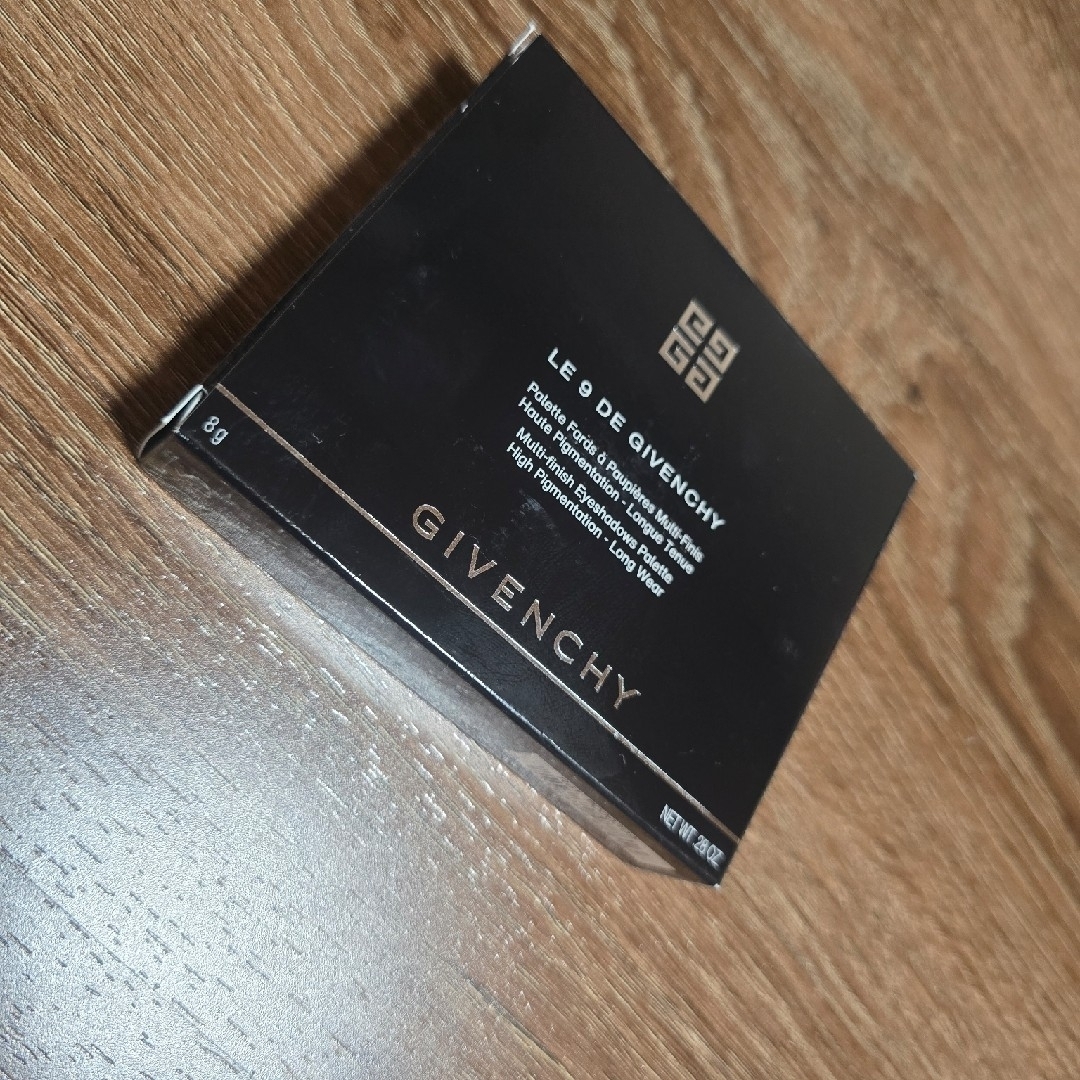 LE 9 DE GIVENCHY
Palette Fards à Paupières Multi-Finis
Haute Pigmentation - Longue Tenue
Multi-finish Eyeshadows Palette
High Pigmentation - Long Wear
GIVENCHY
8g
NET WT .28 OZ